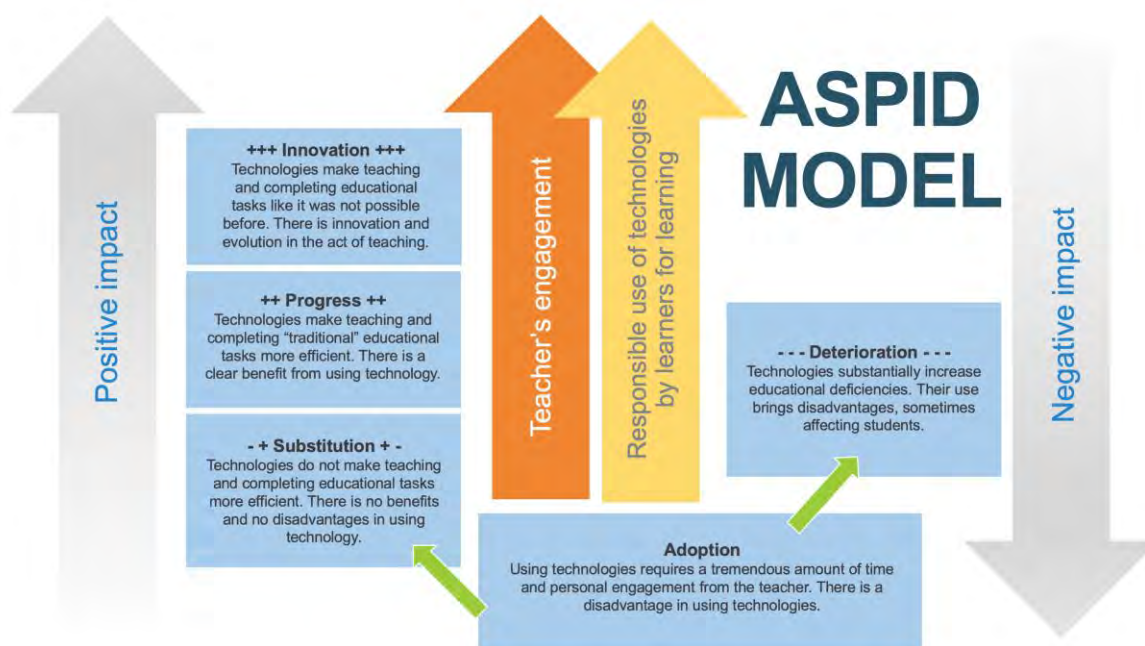 ASPID
MODEL
Positive impact
+++ Innovation +++
Technologies make teaching
and completing educational
tasks like it was not possible
before. There is innovation and
evolution in the act of teaching.
++ Progress ++
Technologies make teaching and
completing “traditional” educational
tasks more efficient. There is a
clear benefit from using technology.
- + Substitution + -
Technologies do not make teaching
and completing educational tasks
more efficient. There is no benefits
and no disadvantages in using
technology.
Teacher's engagement
Responsible use of technologies
by learners for learning
- - - Deterioration - - -
Technologies substantially increase
educational deficiencies. Their use
brings disadvantages, sometimes
affecting students.
Negative impact
Adoption
Using technologies requires a tremendous amount of time
and personal engagement from the teacher. There is a
disadvantage in using technologies.